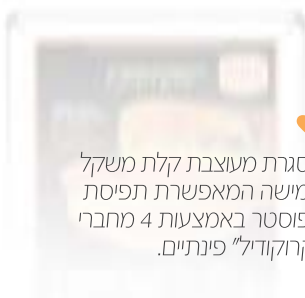 סגרת מעוצבת קלת משקל
מישה המאפשרת תפיסת
פוסטר באמצעות 4 מחברי
קרוקודיל" פינתיים.